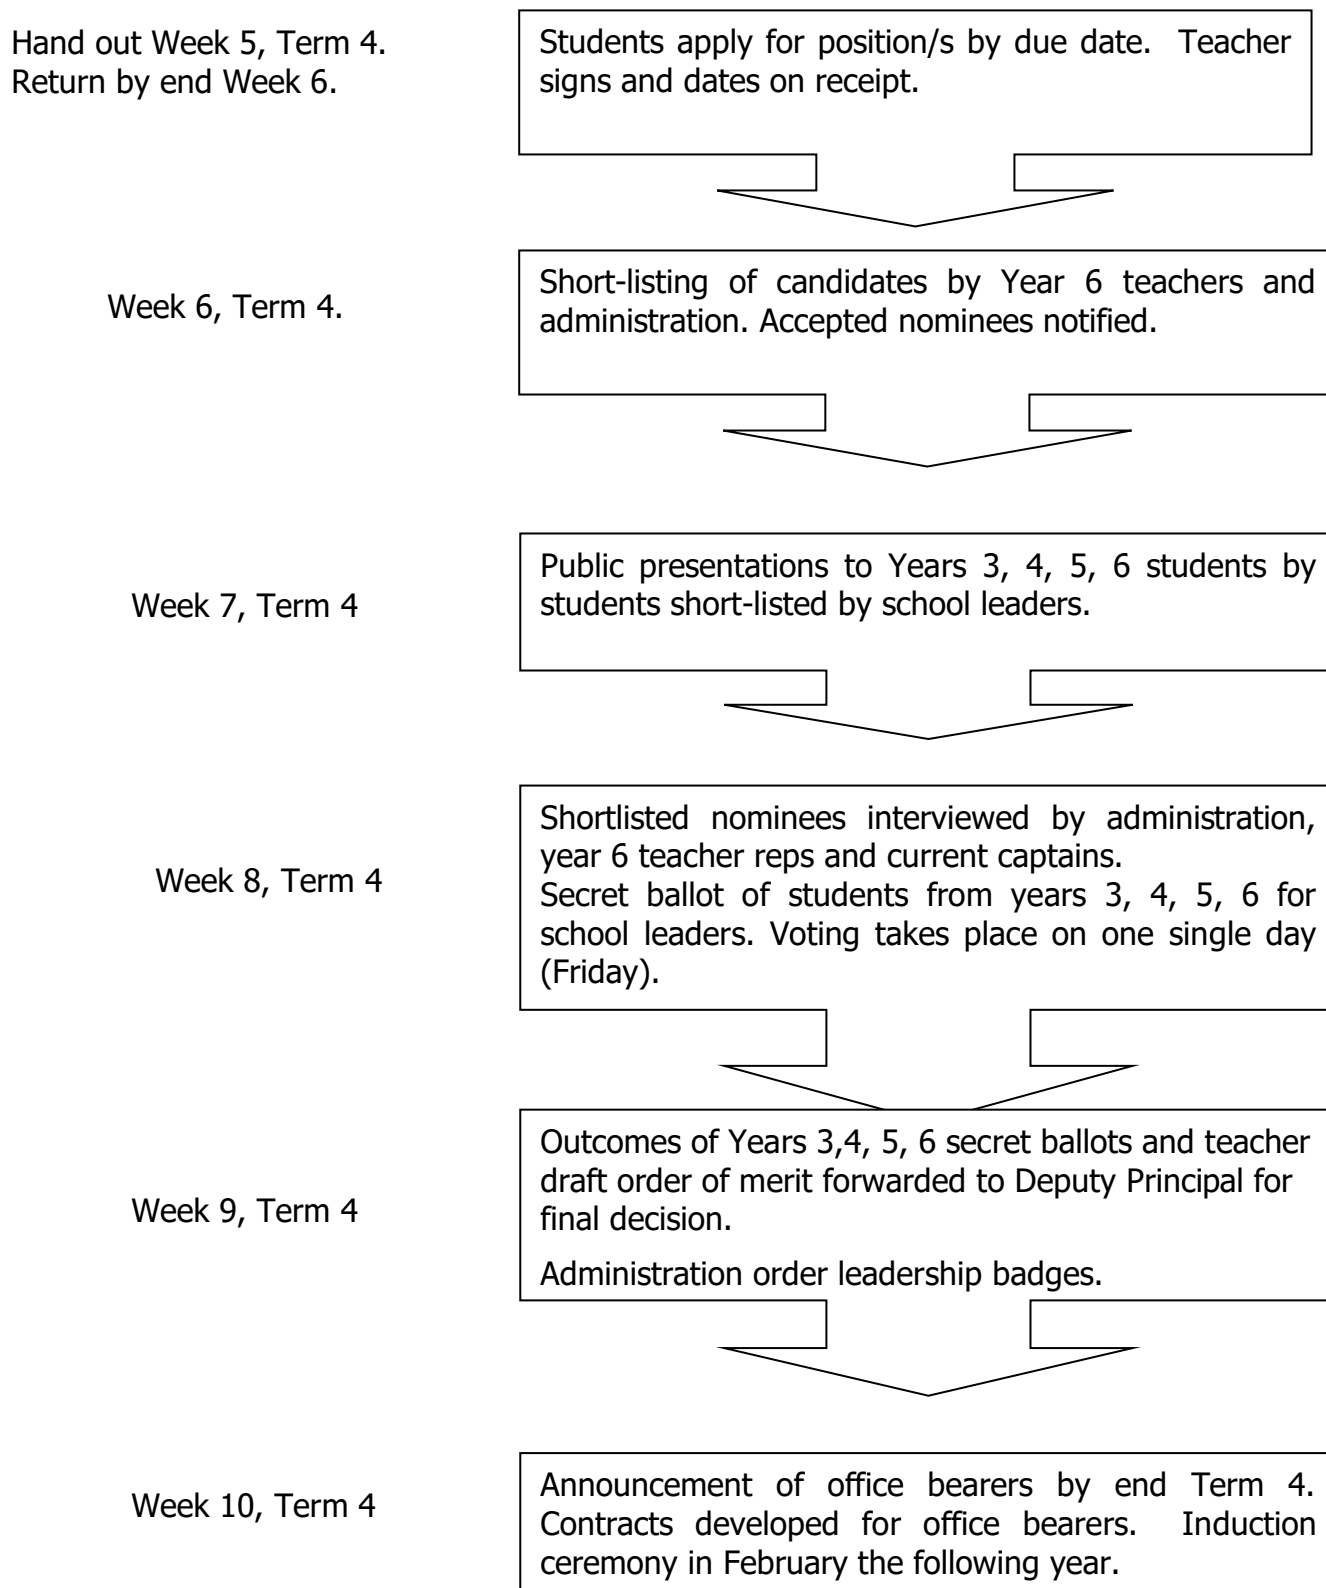 Hand out Week 5, Term 4.
Return by end Week 6.
Students apply for position/s by due date. Teacher
signs and dates on receipt.
Week 6, Term 4.
Short-listing of candidates by Year 6 teachers and
administration. Accepted nominees notified.
Week 7, Term 4
Public presentations to Years 3, 4, 5, 6 students by
students short-listed by school leaders.
Week 8, Term 4
Shortlisted nominees interviewed by administration,
year 6 teacher reps and current captains.
Secret ballot of students from years 3, 4, 5, 6 for
school leaders. Voting takes place on one single day
(Friday).
Week 9, Term 4
Outcomes of Years 3,4, 5, 6 secret ballots and teacher
draft order of merit forwarded to Deputy Principal for
final decision.
Administration order leadership badges.
Week 10, Term 4
Announcement of office bearers by end Term 4.
Contracts developed for office bearers. Induction
ceremony in February the following year.